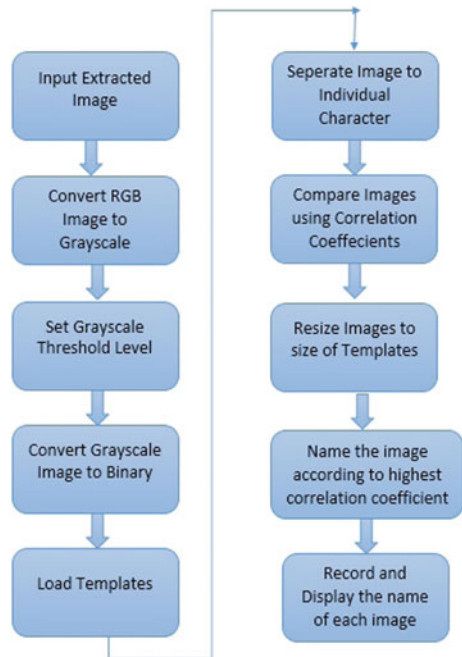 Input Extracted
Image
Convert RGB
Image to
Grayscale
Set Grayscale
Threshold Level
Convert Grayscale
Image to Binary
Load Templates
Seperate Image to
Individual
Character
Compare Images
using Correlation
Coeffecients
Resize Images to
size of Templates
Name the image
according to highest
correlation coefficient
Record and
Display the name
of each image